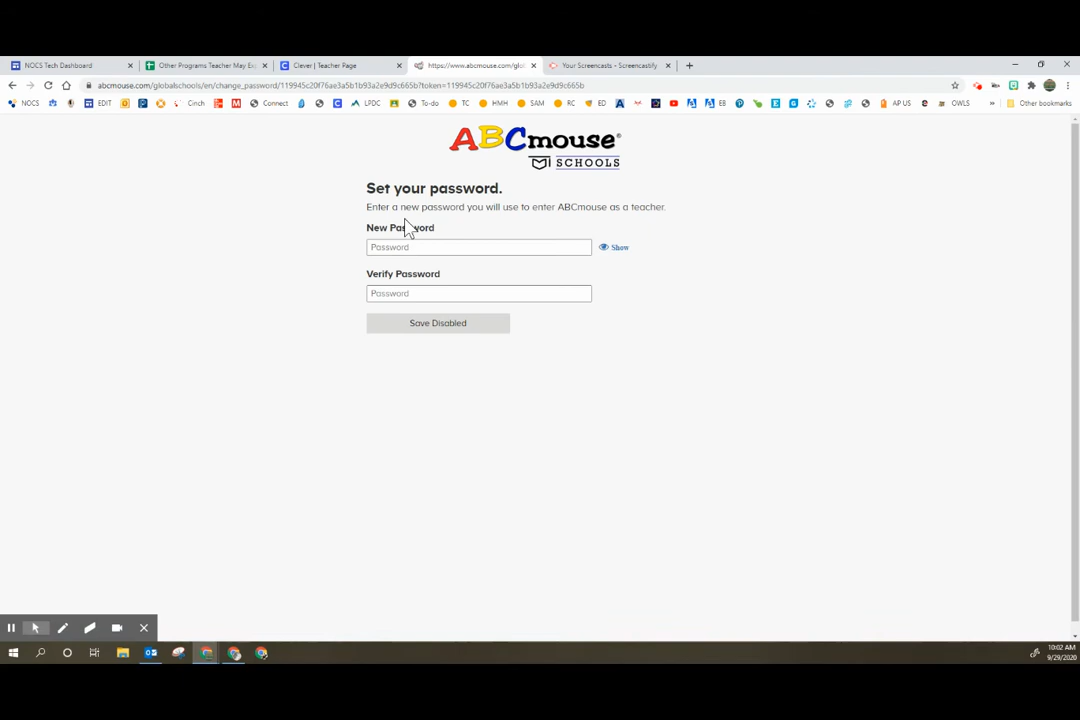 NOCS Tech Dashboard
Other Programs Teacher May Ex
Clever | Teacher Page
https://www.abcmouse.com/glo
Your Screencasts - Screencastify
abcmouse.com/globalschools/en/change_password/119945c20f76ae3a5b1b93a2e9d9c665b?token=119945c20f76ae3a5b1b93a2e9d9c665b
NOCS EDIT Cinch M Connect LPDC To-do TC HMH SAM RC ED EB AP US OWLS » Other bookmarks
ABCmouse®
SCHOOLS
Set your password.
Enter a new password you will use to enter ABCmouse as a teacher.
New Password
Password Show
Verify Password
Password
Save Disabled
10:02 AM
9/29/2020